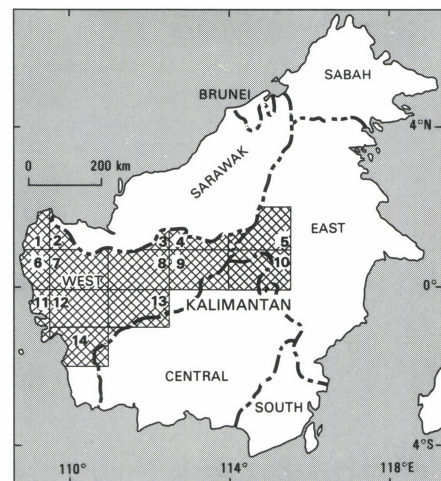 SABAH
BRUNEI
4°N
0 200 km
SARAWAK
1 2 3 4 5 EAST
6 7 8 9 10
WEST
0°
11 12 13 KALIMANTAN
14
CENTRAL
SOUTH
4°S
110° 114° 118°E